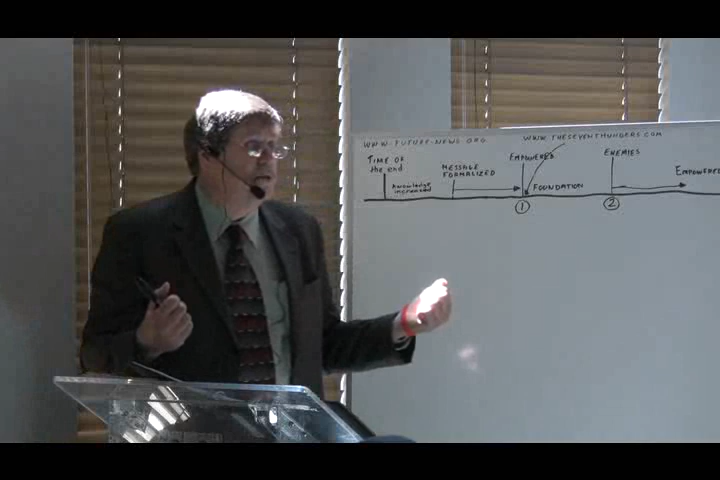 WWW.FUTURE-NEWS.ORG
WWW.THESEVENTHUNDERS.COM
TIME OF
the end
knowledge
increased
MESSAGE
FORMALIZED
EMPOWERED
FOUNDATION
ENEMIES
EMPOWERED
1
2